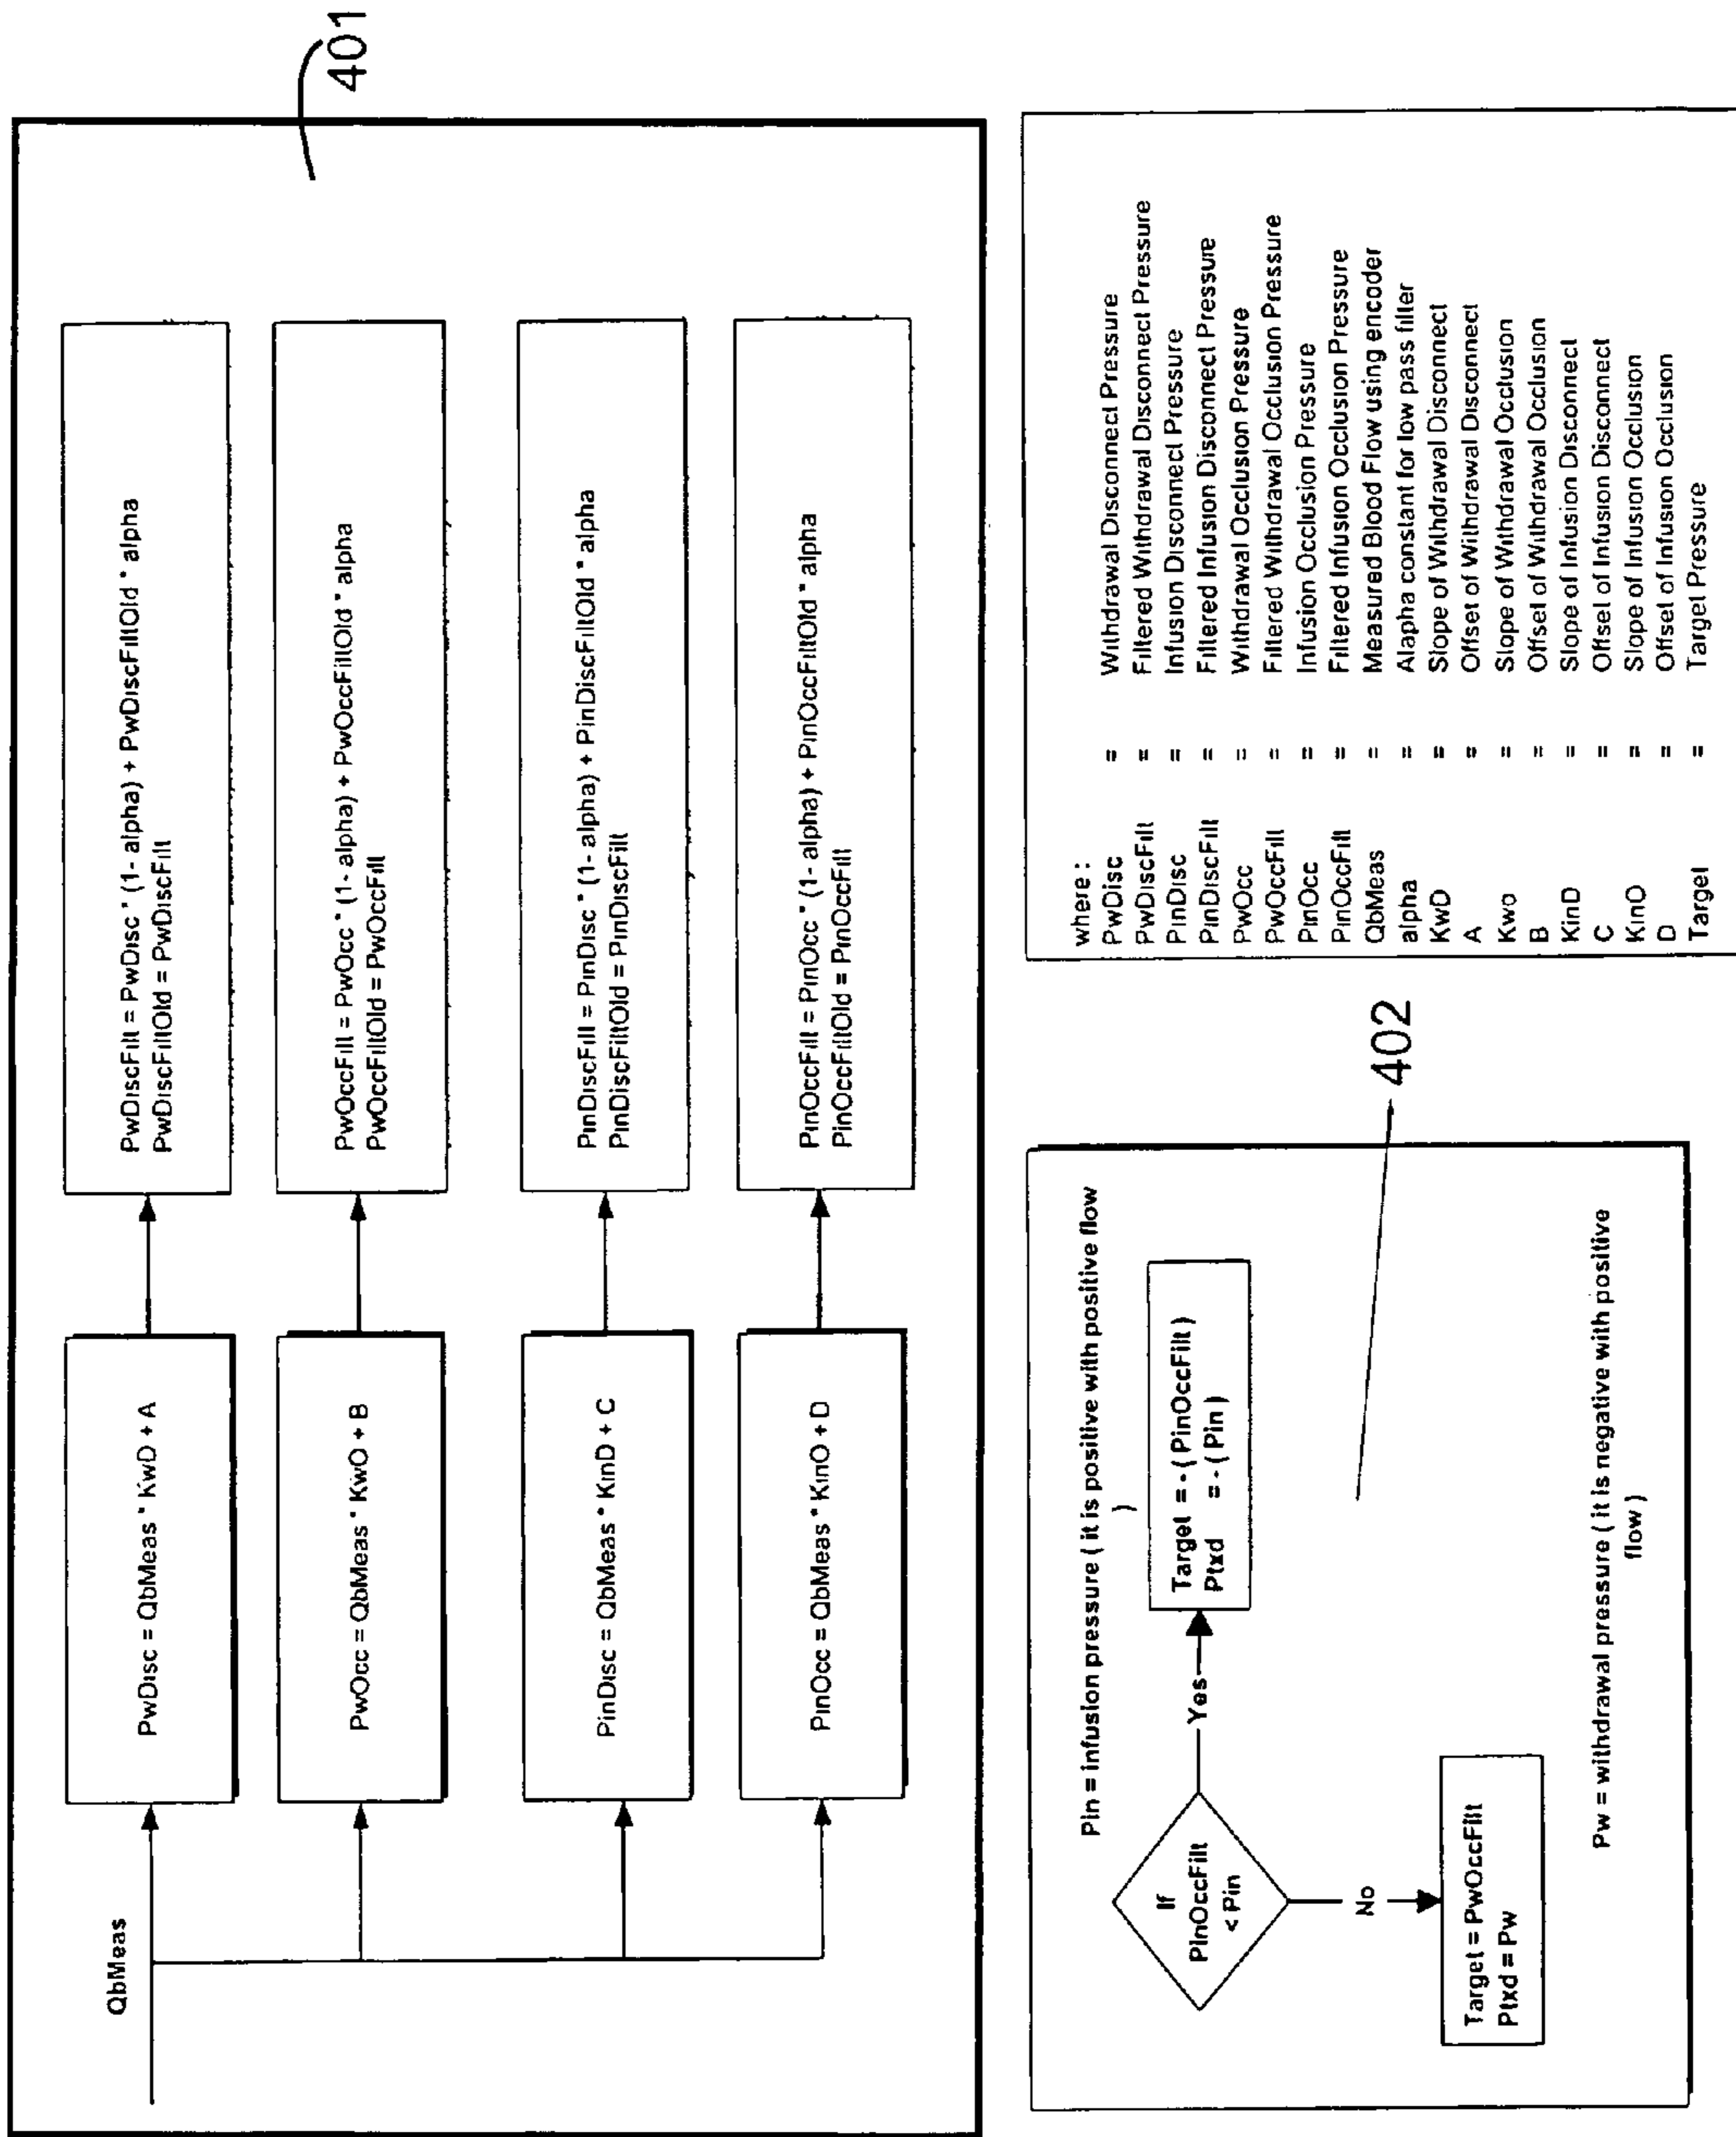 401
QbMeas
PwDisc = QbMeas * KwD + A
PwDiscFilt = PwDisc * (1- alpha) + PwDiscFiltOld * alpha
PwDiscFiltOld = PwDiscFilt
PwOcc = QbMeas * KwO + B
PwOccFilt = PwOcc * (1- alpha) + PwOccFiltOld * alpha
PwOccFiltOld = PwOccFilt
PinDisc = QbMeas * KinD + C
PinDiscFilt = PinDisc * (1- alpha) + PinDiscFiltOld * alpha
PinDiscFiltOld = PinDiscFilt
PinOcc = QbMeas * KinO + D
PinOccFilt = PinOcc * (1- alpha) + PinOccFiltOld * alpha
PinOccFiltOld = PinOccFilt
Pin = infusion pressure ( it is positive with positive flow
)
If
PinOccFilt
< Pin
Yes
Target = - ( PinOccFilt )
Ptxd = - ( Pin )
No
Target = PwOccFilt
Ptxd = Pw
Pw = withdrawal pressure ( it is negative with positive
flow )
402
where :
PwDisc = Withdrawal Disconnect Pressure
PwDiscFilt = Filtered Withdrawal Disconnect Pressure
PinDisc = Infusion Disconnect Pressure
PinDiscFilt = Filtered Infusion Disconnect Pressure
PwOcc = Withdrawal Occlusion Pressure
PwOccFilt = Filtered Withdrawal Occlusion Pressure
PinOcc = Infusion Occlusion Pressure
PinOccFilt = Filtered Infusion Occlusion Pressure
QbMeas = Measured Blood Flow using encoder
alpha = Alapha constant for low pass filter
KwD = Slope of Withdrawal Disconnect
A = Offset of Withdrawal Disconnect
Kwo = Slope of Withdrawal Occlusion
B = Offset of Withdrawal Occlusion
KinD = Slope of Infusion Disconnect
C = Offset of Infusion Disconnect
KinO = Slope of Infusion Occlusion
D = Offset of Infusion Occlusion
Target = Target Pressure